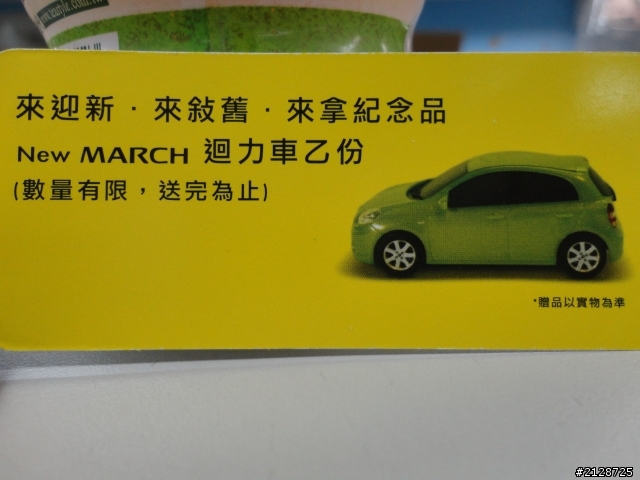 來迎新．來敍舊．來拿紀念品
New MARCH 迴力車乙份
(數量有限，送完為止)
*贈品以實物為準
#2128725